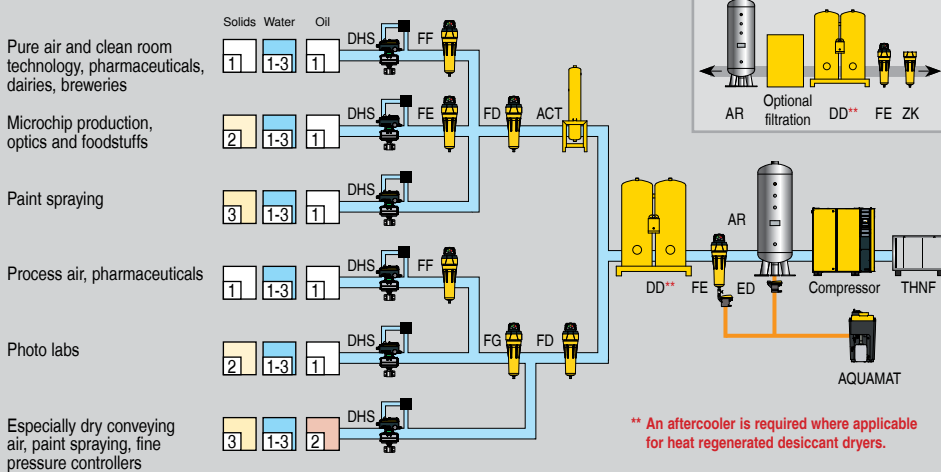 Solids Water Oil
Pure air and clean room
technology, pharmaceuticals,
dairies, breweries
1 1-3 1 DHS FF
Microchip production,
optics and foodstuffs
2 1-3 1 DHS FE FD ACT
Paint spraying
3 1-3 1 DHS
Process air, pharmaceuticals
1 1-3 1 DHS FF
Photo labs
2 1-3 1 DHS FG FD
Especially dry conveying
air, paint spraying, fine
pressure controllers
3 1-3 2 DHS
AR Optional
filtration DD** FE ZK
AR
DD** FE ED Compressor THNF
AQUAMAT
** An aftercooler is required where applicable
for heat regenerated desiccant dryers.